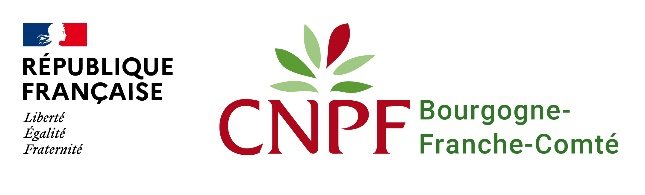 RÉPUBLIQUE
FRANÇAISE
Liberté
Égalité
Fraternité
CNPF
Bourgogne-
Franche-Comté